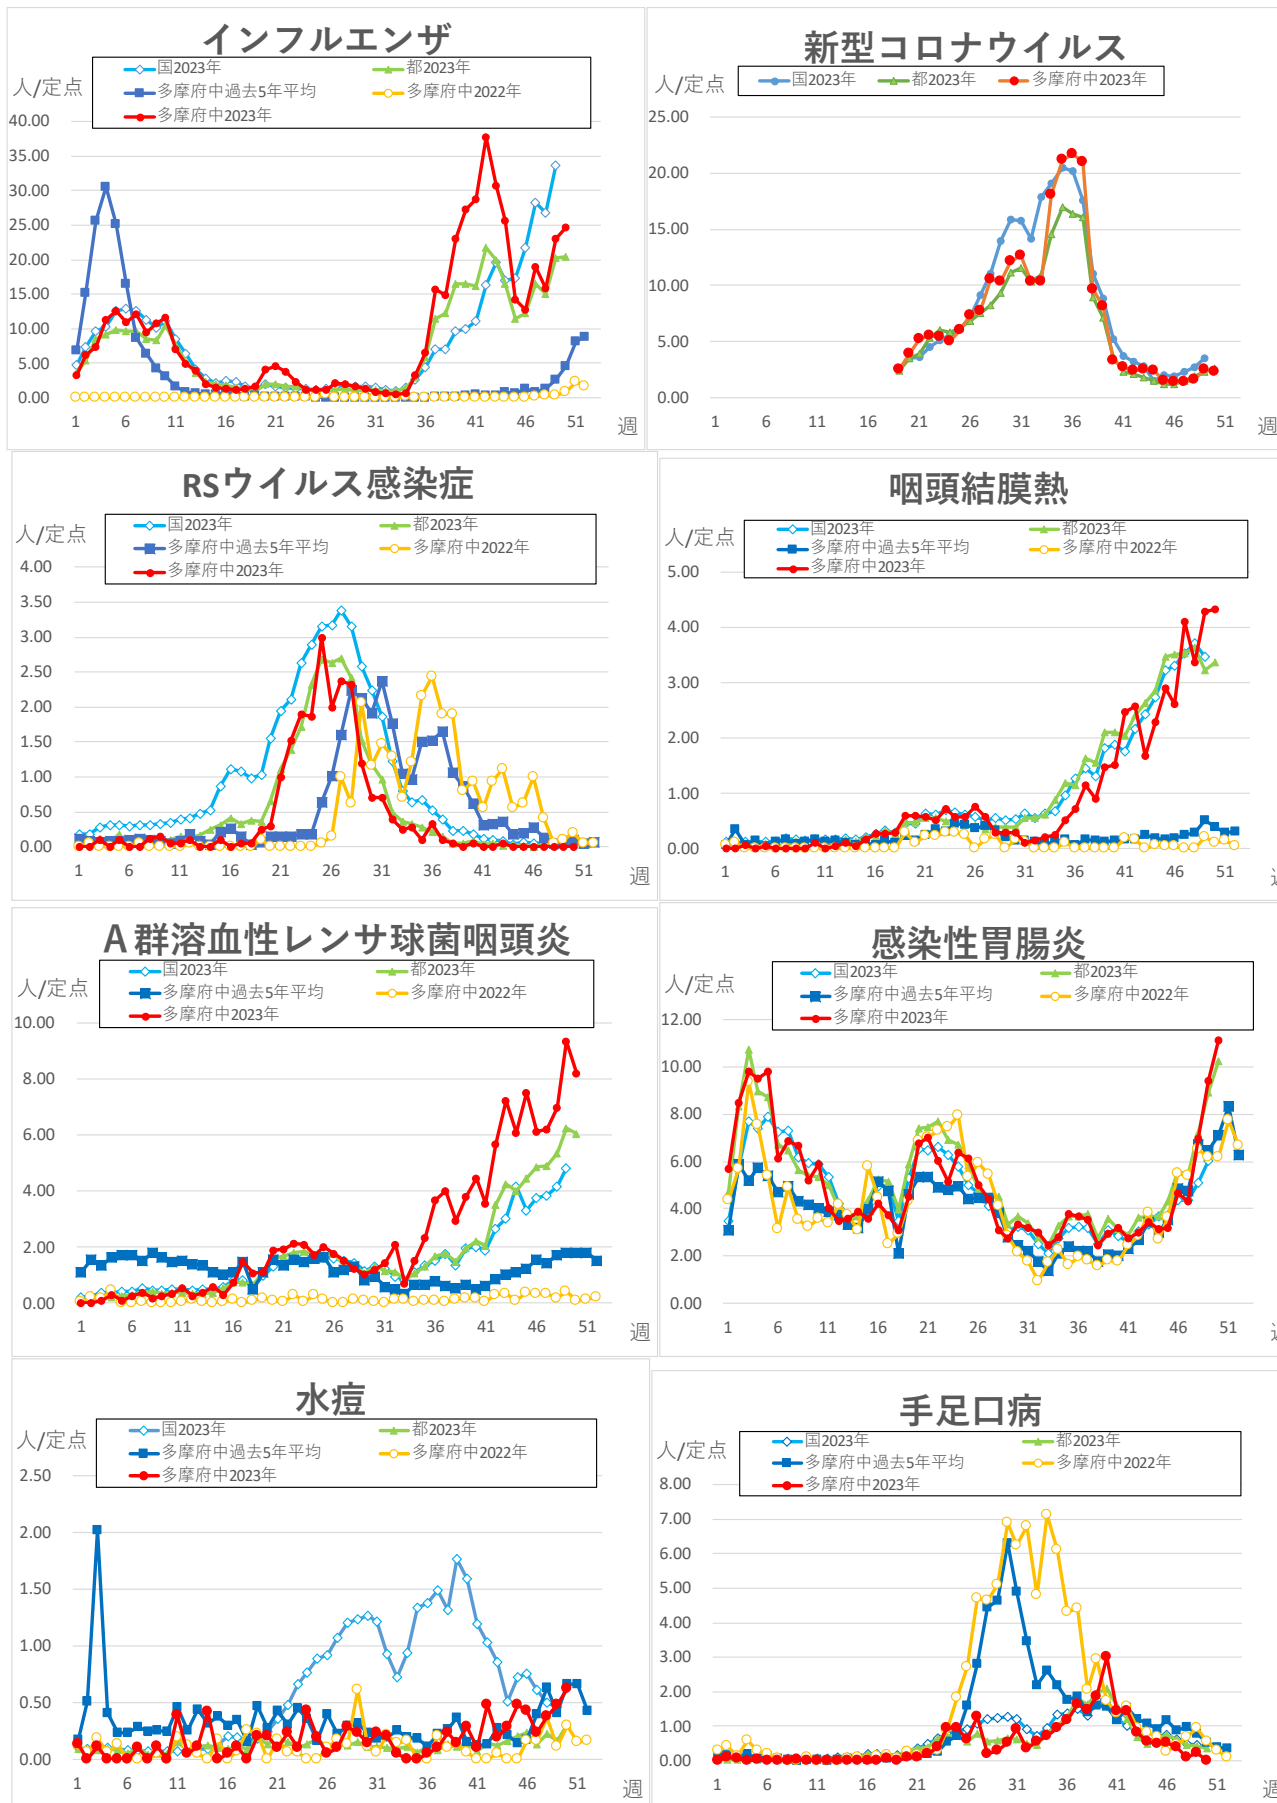 インフルエンザ
人/定点
国2023年 都2023年
多摩府中過去5年平均 多摩府中2022年
多摩府中2023年
40.00
35.00
30.00
25.00
20.00
15.00
10.00
5.00
0.00
1 6 11 16 21 26 31 36 41 46 51 週
新型コロナウイルス
人/定点
国2023年 都2023年 多摩府中2023年
25.00
20.00
15.00
10.00
5.00
0.00
1 6 11 16 21 26 31 36 41 46 51 週
RSウイルス感染症
人/定点
国2023年 都2023年
多摩府中過去5年平均 多摩府中2022年
多摩府中2023年
4.00
3.50
3.00
2.50
2.00
1.50
1.00
0.50
0.00
1 6 11 16 21 26 31 36 41 46 51 週
咽頭結膜熱
人/定点
国2023年 都2023年
多摩府中過去5年平均 多摩府中2022年
多摩府中2023年
5.00
4.00
3.00
2.00
1.00
0.00
1 6 11 16 21 26 31 36 41 46 51 週
A群溶血性レンサ球菌咽頭炎
人/定点
国2023年 都2023年
多摩府中過去5年平均 多摩府中2022年
多摩府中2023年
10.00
8.00
6.00
4.00
2.00
0.00
1 6 11 16 21 26 31 36 41 46 51 週
感染性胃腸炎
人/定点
国2023年 都2023年
多摩府中過去5年平均 多摩府中2022年
多摩府中2023年
12.00
10.00
8.00
6.00
4.00
2.00
0.00
1 6 11 16 21 26 31 36 41 46 51 週
水痘
人/定点
国2023年 都2023年
多摩府中過去5年平均 多摩府中2022年
多摩府中2023年
2.50
2.00
1.50
1.00
0.50
0.00
1 6 11 16 21 26 31 36 41 46 51 週
手足口病
人/定点
国2023年 都2023年
多摩府中過去5年平均 多摩府中2022年
多摩府中2023年
8.00
7.00
6.00
5.00
4.00
3.00
2.00
1.00
0.00
1 6 11 16 21 26 31 36 41 46 51 週